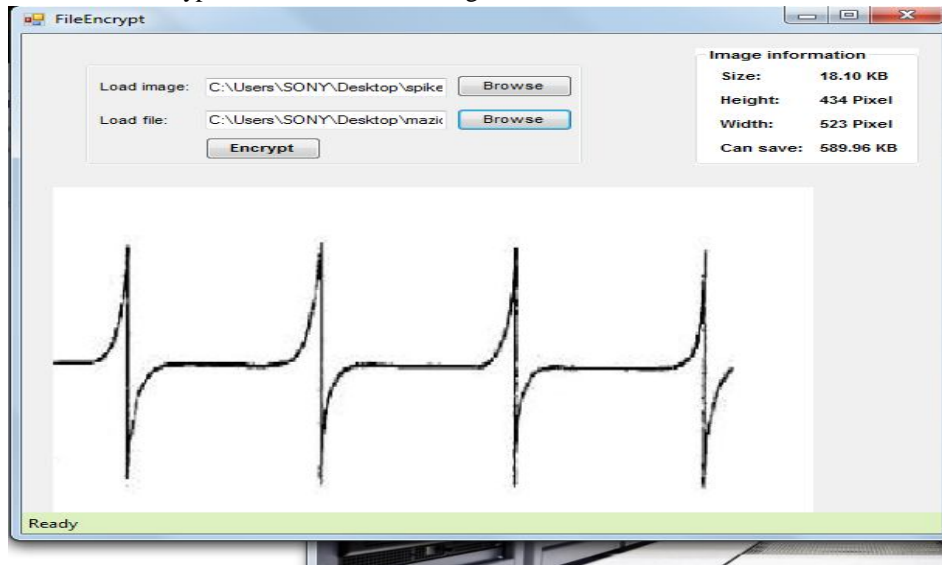 FileEncrypt
Load image: C:\Users\SONY\Desktop\spike Browse
Load file: C:\Users\SONY\Desktop\mazic Browse
Encrypt
Image information
Size: 18.10 KB
Height: 434 Pixel
Width: 523 Pixel
Can save: 589.96 KB
Ready